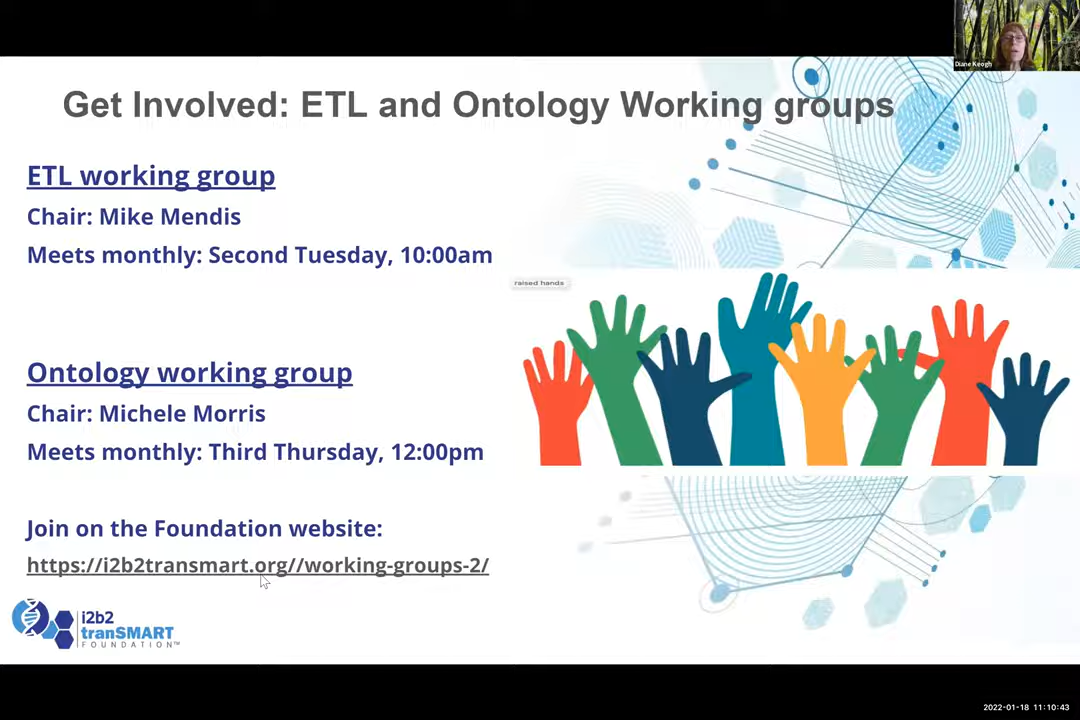 Diane Keogh
Get Involved: ETL and Ontology Working groups
ETL working group
Chair: Mike Mendis
Meets monthly: Second Tuesday, 10:00am
raised hands
Ontology working group
Chair: Michele Morris
Meets monthly: Third Thursday, 12:00pm
Join on the Foundation website:
https://i2b2transmart.org//working-groups-2/
i2b2
tranSMART
FOUNDATION™
2022-01-18 11:10:43